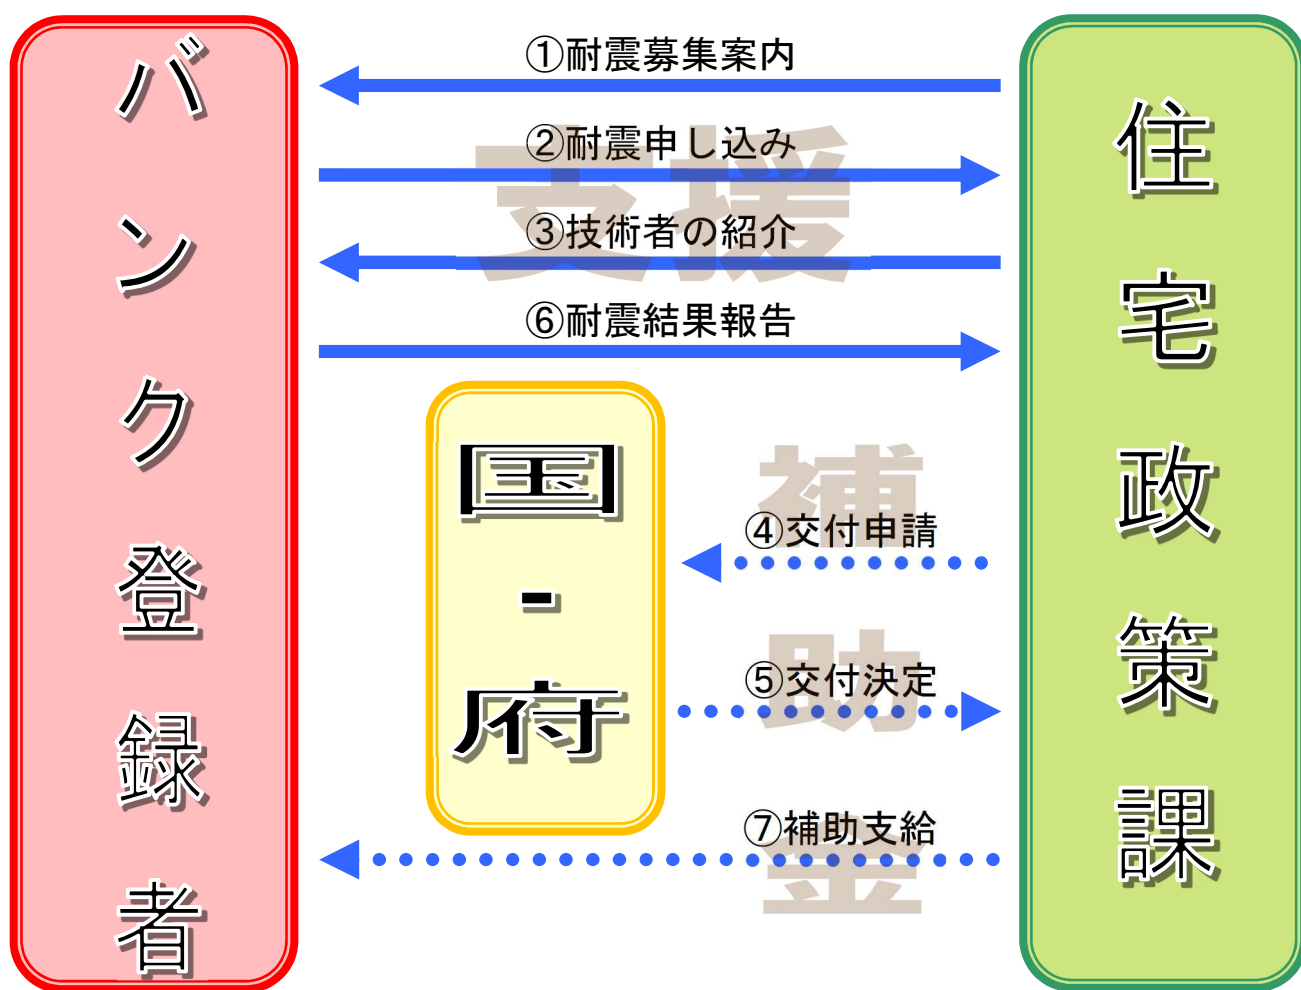 バンク登録者
①耐震募集案内
②耐震申し込み
支援
③技術者の紹介
⑥耐震結果報告
国-府
補助金
④交付申請
⑤交付決定
⑦補助支給
住宅政策課